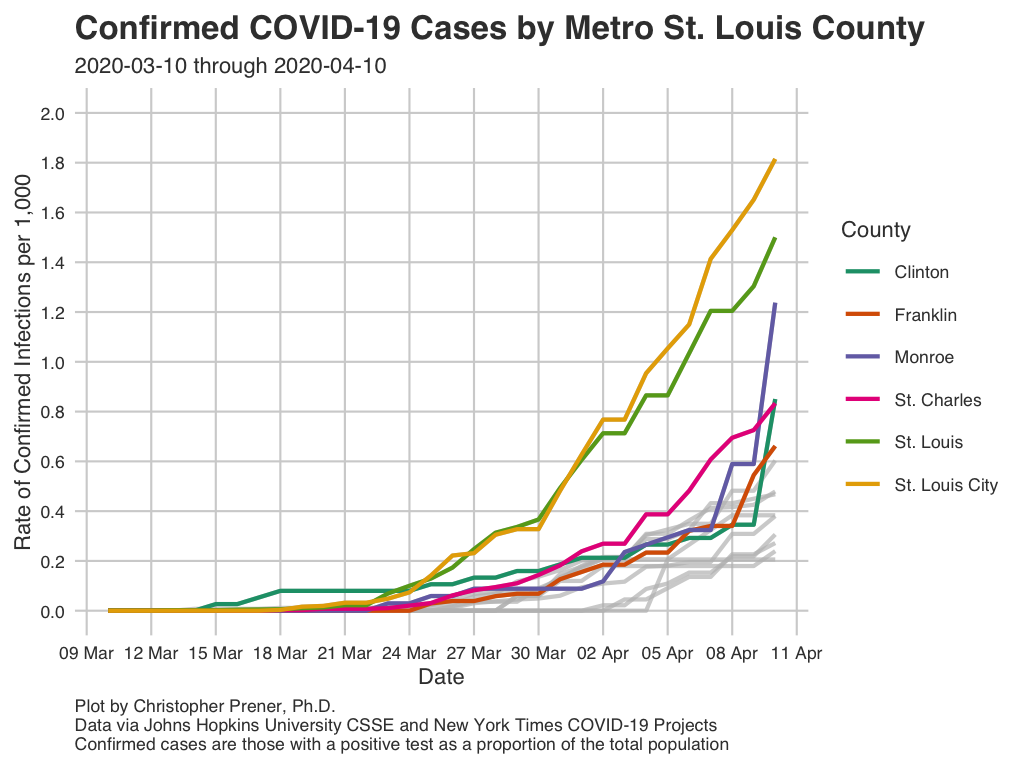 Confirmed COVID-19 Cases by Metro St. Louis County
2020-03-10 through 2020-04-10
Rate of Confirmed Infections per 1,000
2.0
1.8
1.6
1.4
1.2
1.0
0.8
0.6
0.4
0.2
0.0
09 Mar 12 Mar 15 Mar 18 Mar 21 Mar 24 Mar 27 Mar 30 Mar 02 Apr 05 Apr 08 Apr 11 Apr
Date
County
Clinton
Franklin
Monroe
St. Charles
St. Louis
St. Louis City
Plot by Christopher Prener, Ph.D.
Data via Johns Hopkins University CSSE and New York Times COVID-19 Projects
Confirmed cases are those with a positive test as a proportion of the total population